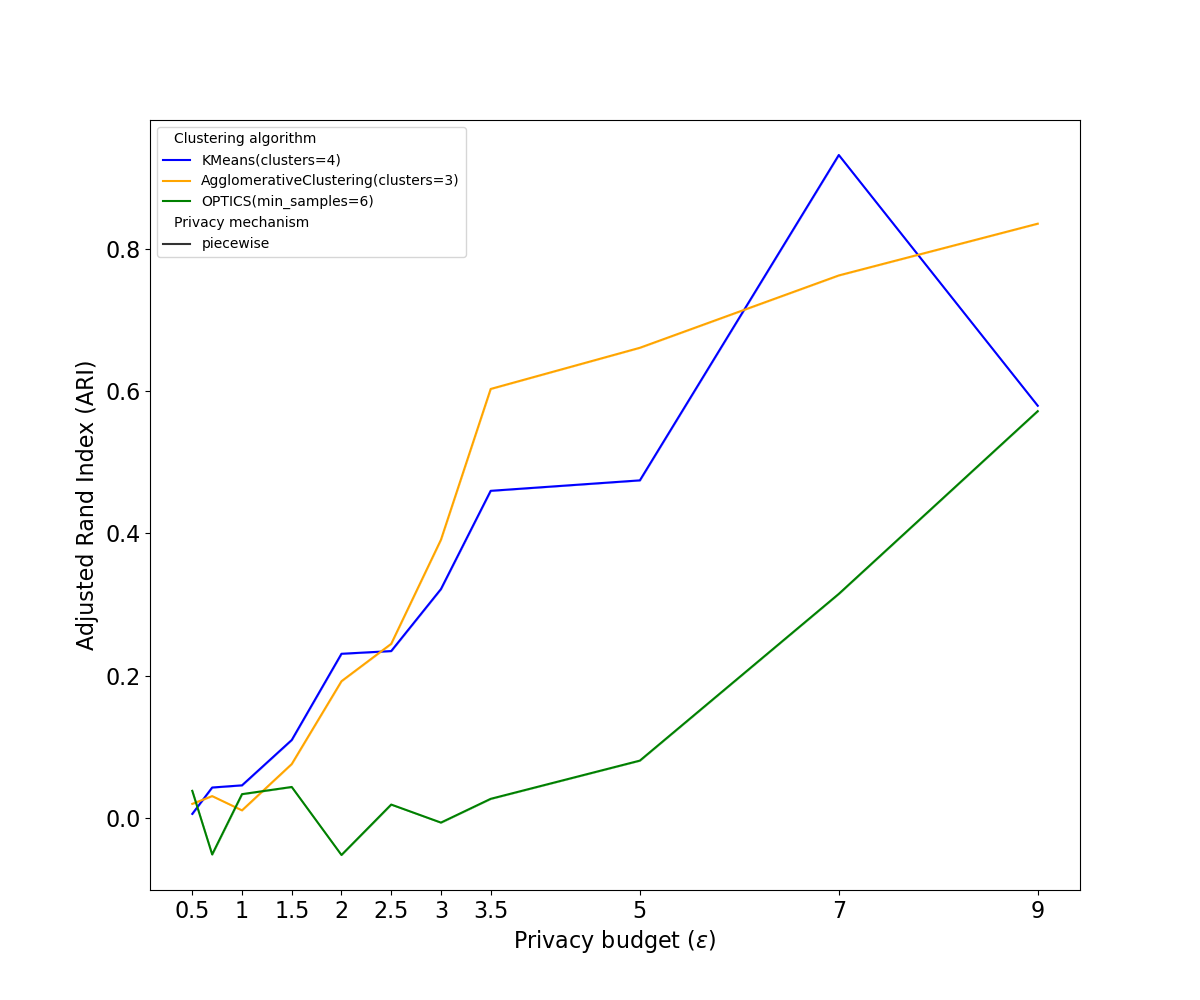 Clustering algorithm
KMeans(clusters=4)
AgglomerativeClustering(clusters=3)
OPTICS(min_samples=6)
Privacy mechanism
piecewise
Adjusted Rand Index (ARI)
0.8
0.6
0.4
0.2
0.0
0.5 1 1.5 2 2.5 3 3.5 5 7 9
Privacy budget (ε)